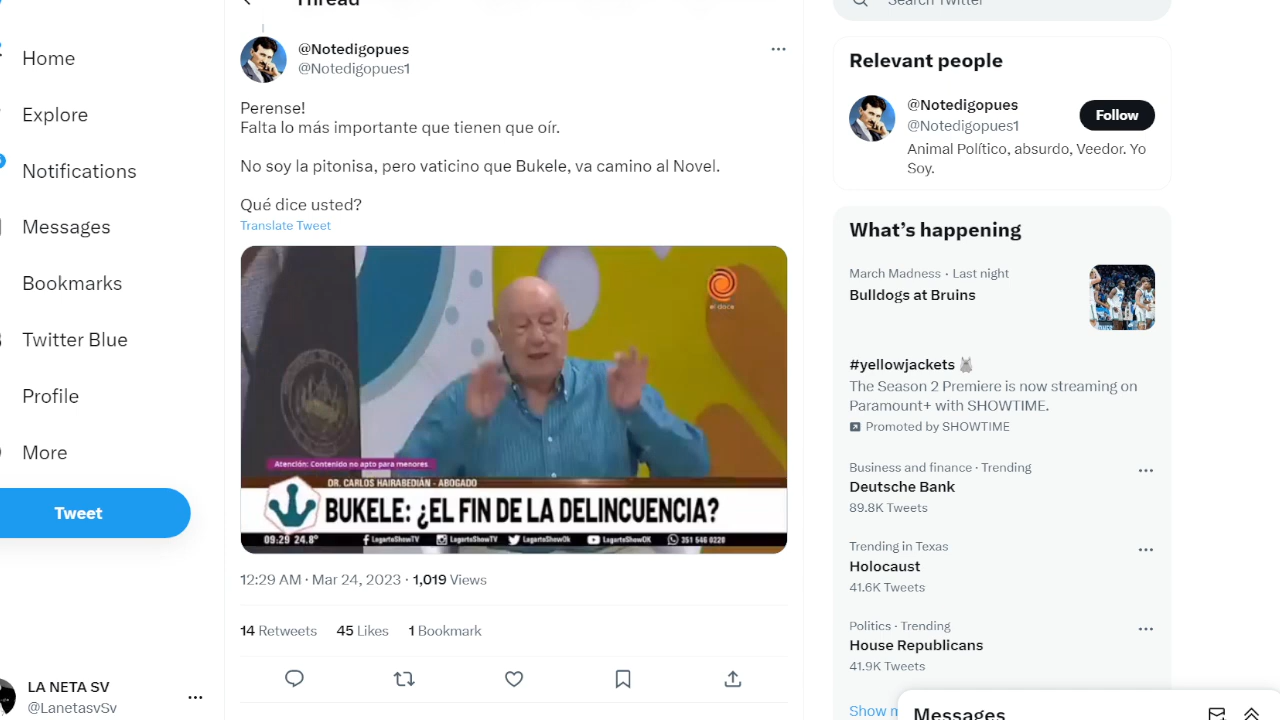 Thread
Search Twitter
Home
Explore
Notifications
Messages
Bookmarks
Twitter Blue
Profile
More
Tweet
LA NETA SV
@LanetasvSv
@Notedigopues
@Notedigopues1
Perense!
Falta lo más importante que tienen que oír.
No soy la pitonisa, pero vaticino que Bukele, va camino al Novel.
Qué dice usted?
Translate Tweet
el doce
Atención: Contenido no apto para menores
DR. CARLOS HAIRABEDIÁN - ABOGADO
BUKELE: ¿EL FIN DE LA DELINCUENCIA?
09:29 24.8° LagartoShowTV LagartoShowTV LagartoShowOk LagartoShowOK 351 546 0220
12:29 AM · Mar 24, 2023 · 1,019 Views
14 Retweets 45 Likes 1 Bookmark
Relevant people
@Notedigopues
@Notedigopues1
Follow
Animal Político, absurdo, Veedor. Yo
Soy.
What's happening
March Madness · Last night
Bulldogs at Bruins
#yellowjackets
The Season 2 Premiere is now streaming on
Paramount+ with SHOWTIME.
Promoted by SHOWTIME
Business and finance · Trending
Deutsche Bank
89.8K Tweets
Trending in Texas
Holocaust
41.6K Tweets
Politics · Trending
House Republicans
41.9K Tweets
Show
Messages